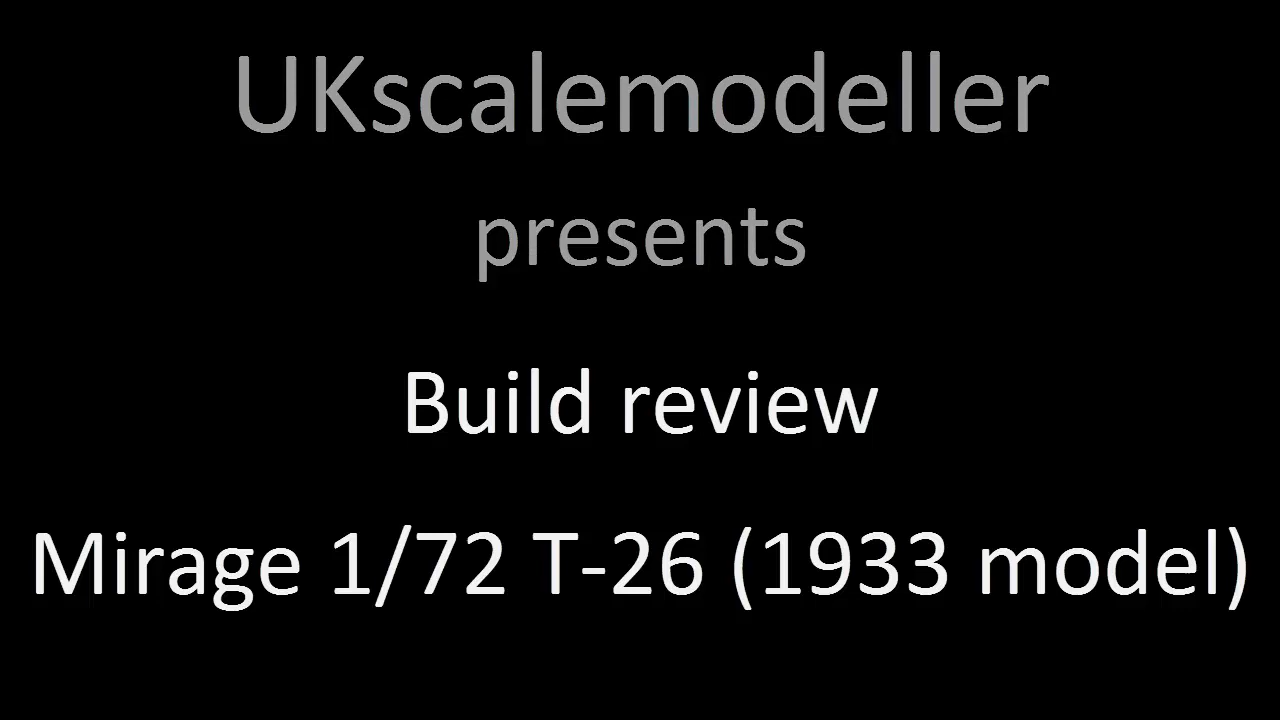 UKscalemodeller
presents
Build review
Mirage 1/72 T-26 (1933 model)